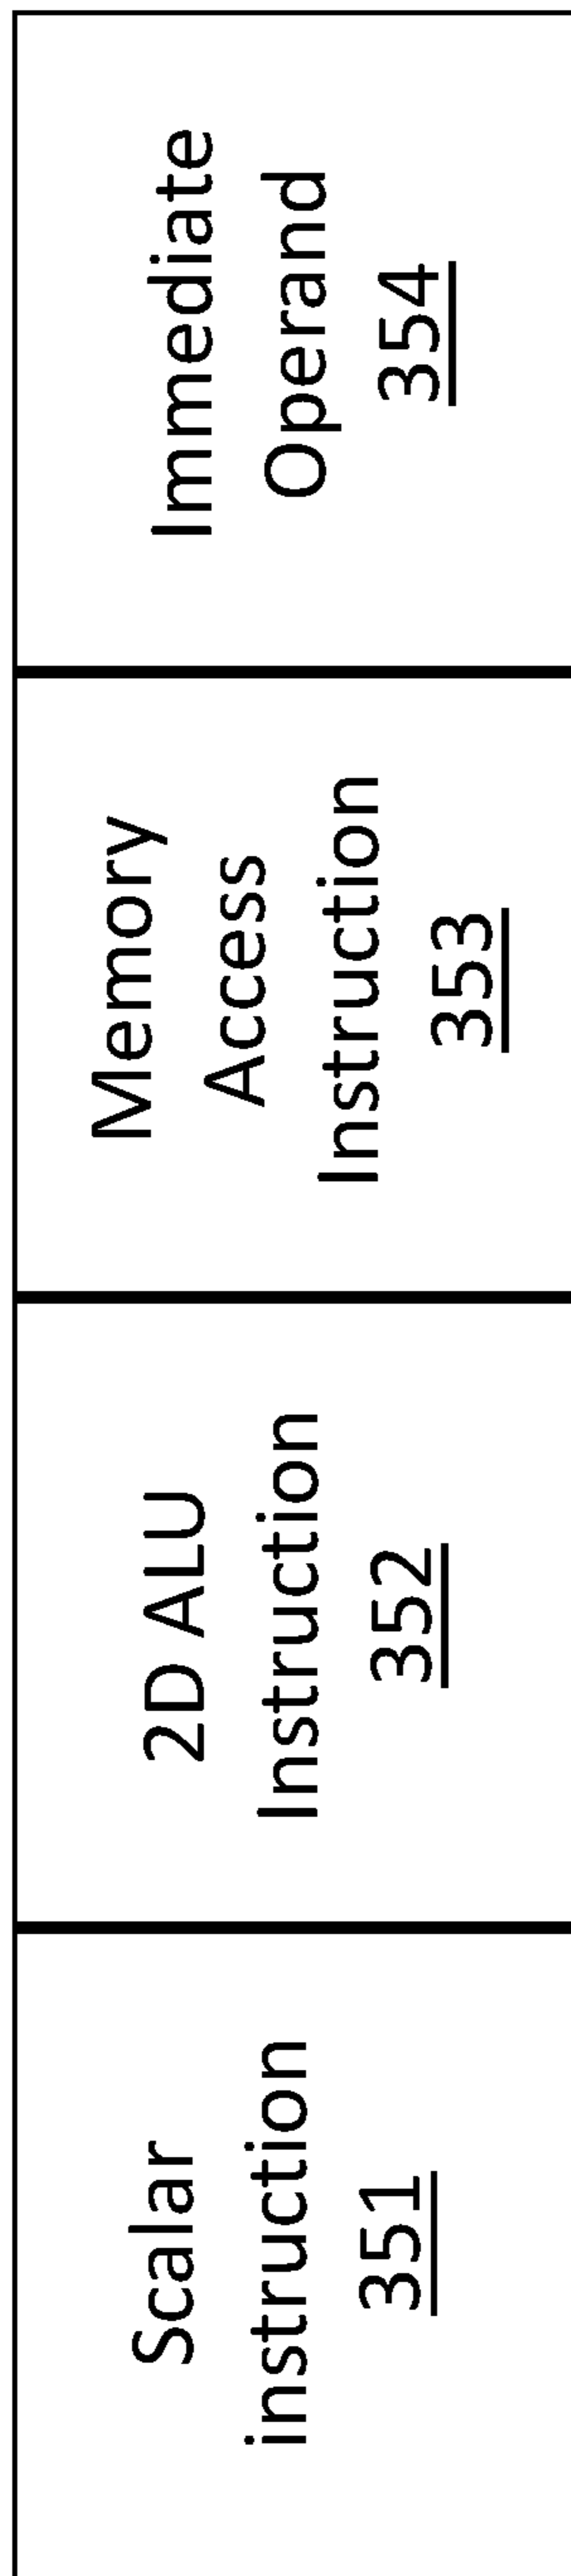 Scalar
instruction
351
2D ALU
Instruction
352
Memory
Access
Instruction
353
Immediate
Operand
354